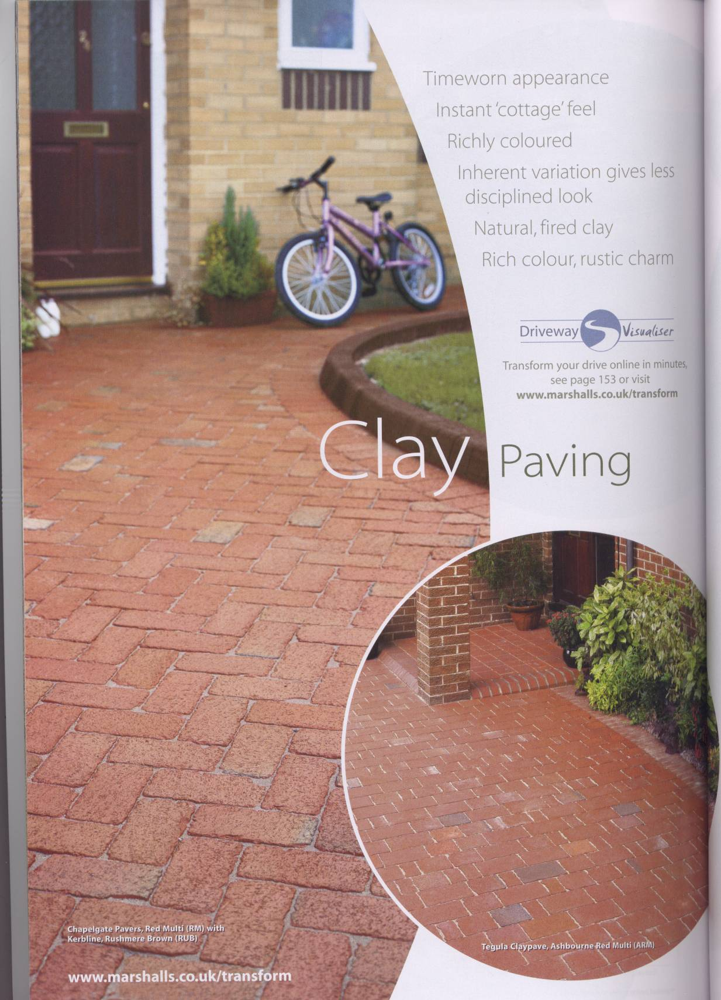 Timeworn appearance
Instant 'cottage' feel
Richly coloured
Inherent variation gives less
disciplined look
Natural, fired clay
Rich colour, rustic charm
Driveway Visualiser
Transform your drive online in minutes,
see page 153 or visit
www.marshalls.co.uk/transform
Clay Paving
Chapelgate Pavers, Red Multi (RM) with
Kerbline, Rushmere Brown (RUB)
Tegula Claypave, Ashbourne Red Multi (ARM)
www.marshalls.co.uk/transform